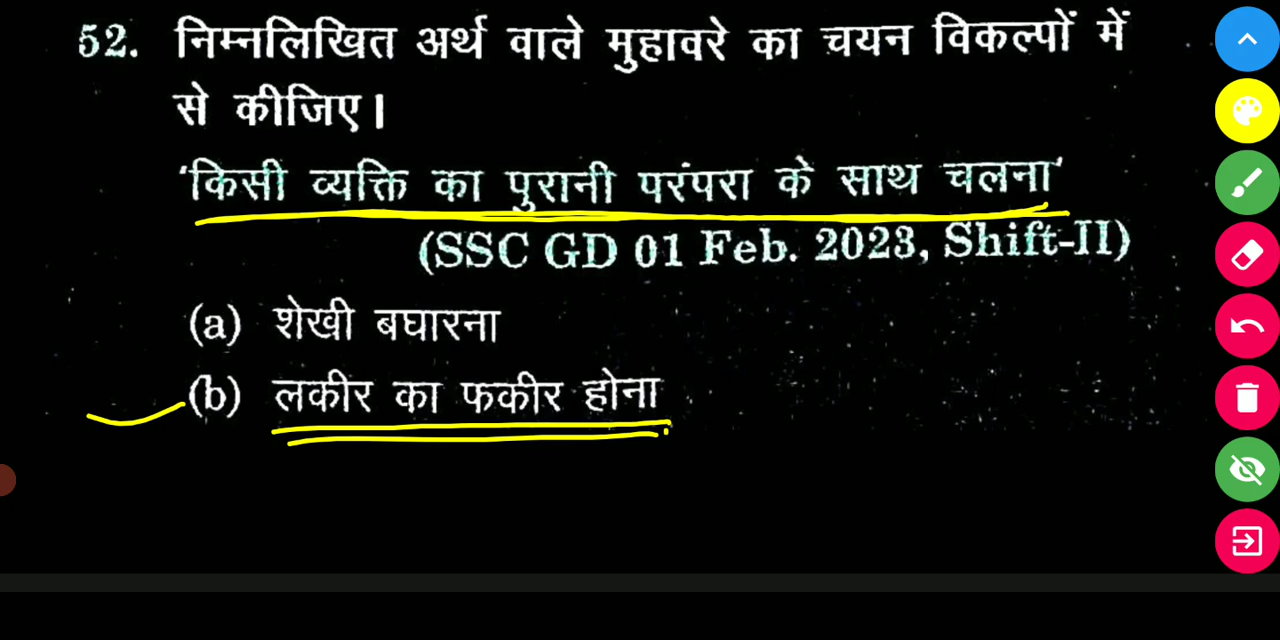 52. निम्नलिखित अर्थ वाले मुहावरे का चयन विकल्पों में
से कीजिए।
'किसी व्यक्ति का पुरानी परंपरा के साथ चलना'
(SSC GD 01 Feb. 2023, Shift-II)
(a) शेखी बघारना
(b) लकीर का फकीर होना